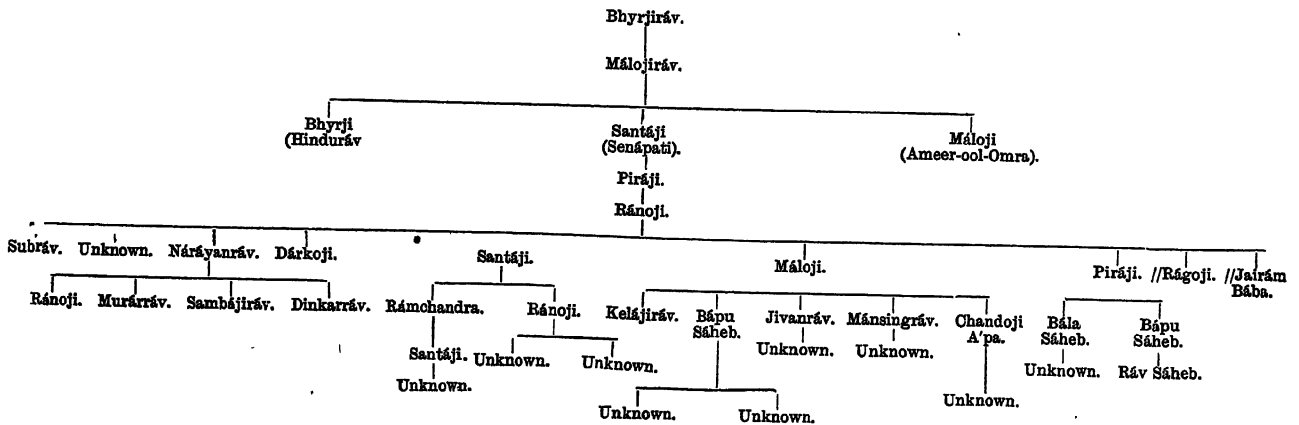 Bhyrjiráv.
Málojiráv.
Bhyrji
(Hinduráv
Santáji
(Senápati).
Máloji
(Ameer-ool-Omra).
Piráji.
Ránoji.
Subráv. Unknown. Náráyanráv. Dárkoji. Santáji. Máloji. Piráji. //Rágoji. //Jairám
Bába.
Ránoji. Murárráv. Sambájiráv. Dinkarráv. Rámchandra. Ránoji. Kelájiráv. Bápu
Sáheb. Jivanráv. Mánsingráv. Chandoji
A'pa. Bála
Sáheb. Bápu
Sáheb.
Santáji. Unknown. Unknown. Unknown. Unknown. Unknown. Ráv Sáheb.
Unknown. Unknown. Unknown. Unknown.